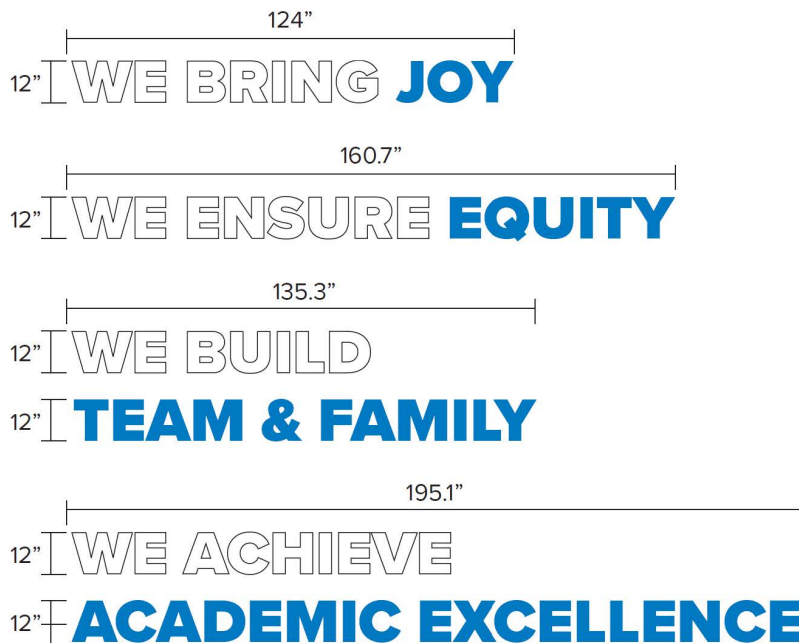 124”
12” WE BRING JOY
160.7”
12” WE ENSURE EQUITY
135.3”
12” WE BUILD
12” TEAM & FAMILY
195.1”
12” WE ACHIEVE
12” ACADEMIC EXCELLENCE